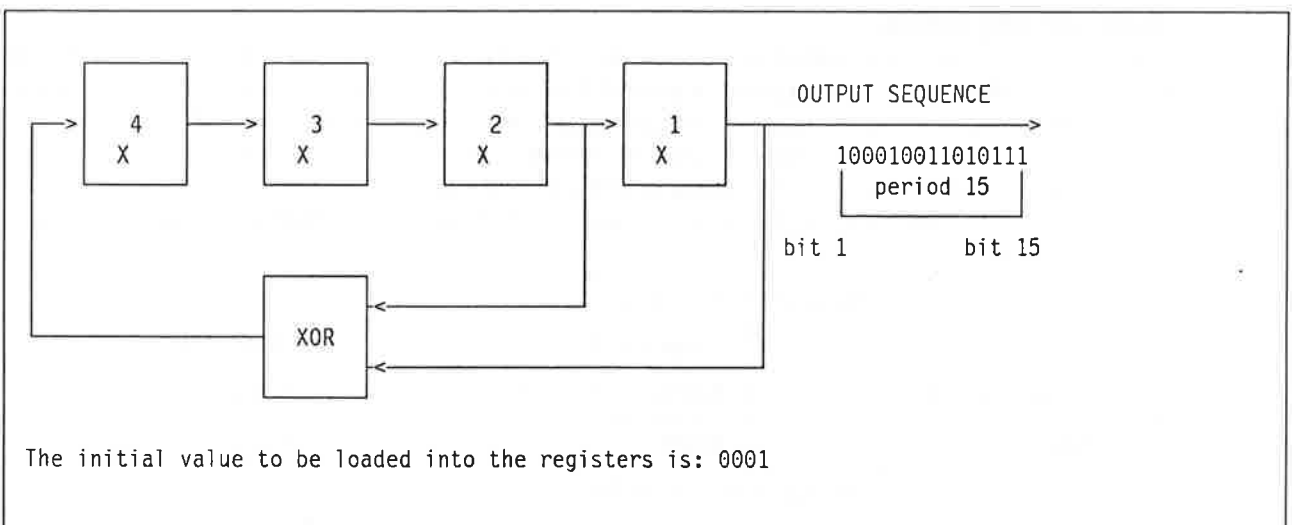 OUTPUT SEQUENCE
4 3 2 1
X X X X
100010011010111
period 15
bit 1 bit 15
XOR
The initial value to be loaded into the registers is: 0001